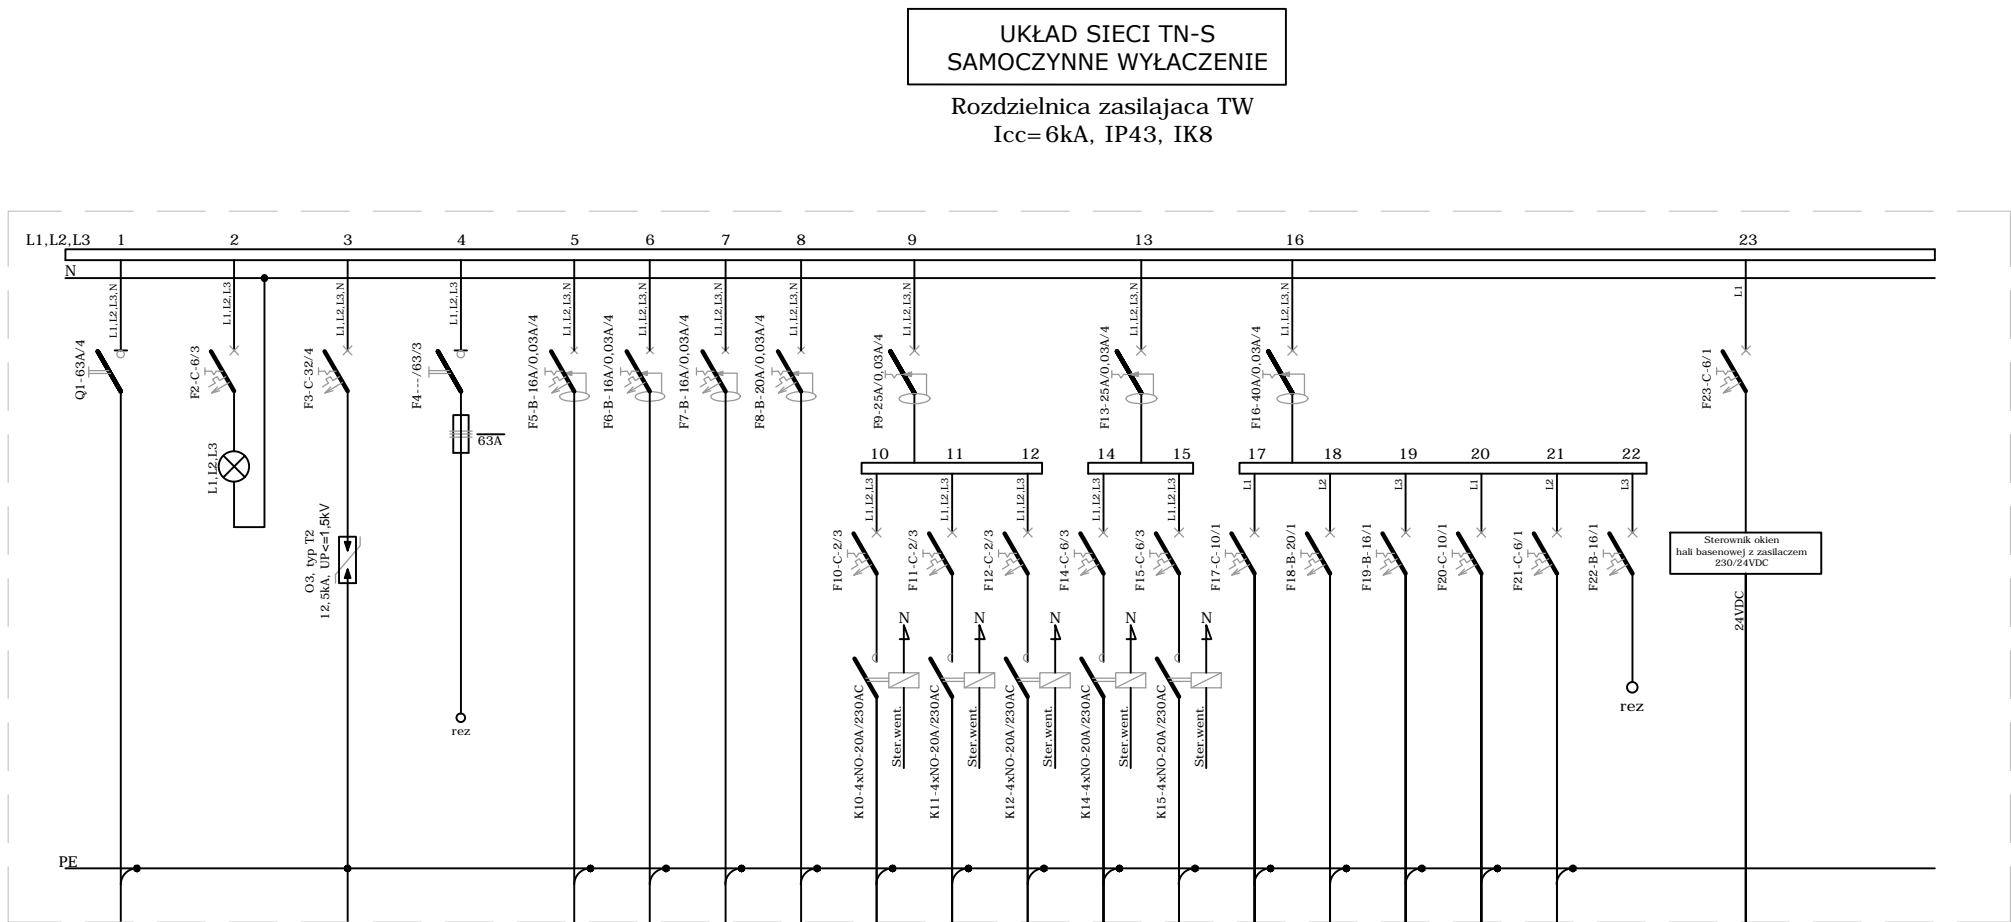 UKŁAD SIECI TN-S
SAMOCZYNNE WYŁACZENIE
Rozdzielnica zasilajaca TW
Icc=6kA, IP43, IK8
L1,L2,L3 1 2 3 4 5 6 7 8 9 13 16 23
N
L1,L2,L3,N
L1,L2,L3
L1,L2,L3,N
L1,L2,L3
L1,L2,L3,N
L1,L2,L3,N
L1,L2,L3,N
L1,L2,L3,N
L1,L2,L3,N
L1,L2,L3,N
L1,L2,L3,N
L1
Q1-63A/4
F2-C-6/3
F3-C-32/4
F4---/63/3
F5-B-16A/0,03A/4
F6-B-16A/0,03A/4
F7-B-16A/0,03A/4
F8-B-20A/0,03A/4
F9-25A/0,03A/4
F13-25A/0,03A/4
F16-40A/0,03A/4
F23-C-6/1
63A
L1,L2,L3
10 11 12 14 15 17 18 19 20 21 22
L1,L2,L3
L1,L2,L3
L1,L2,L3
L1,L2,L3
L1,L2,L3
L1
L2
L3
L1
L2
L3
O3, typ T2
12,5kA, UP<=1,5kV
F10-C-2/3
F11-C-2/3
F12-C-2/3
F14-C-6/3
F15-C-6/3
F17-C-10/1
F18-B-20/1
F19-B-16/1
F20-C-10/1
F21-C-6/1
F22-B-16/1
Sterownik okien
hali basenowej z zasilaczem
230/24VDC
24VDC
N N N N N
K10-4xNO-20A/230AC
Ster.went.
K11-4xNO-20A/230AC
Ster.went.
K12-4xNO-20A/230AC
Ster.went.
K14-4xNO-20A/230AC
Ster.went.
K15-4xNO-20A/230AC
Ster.went.
rez
rez
PE